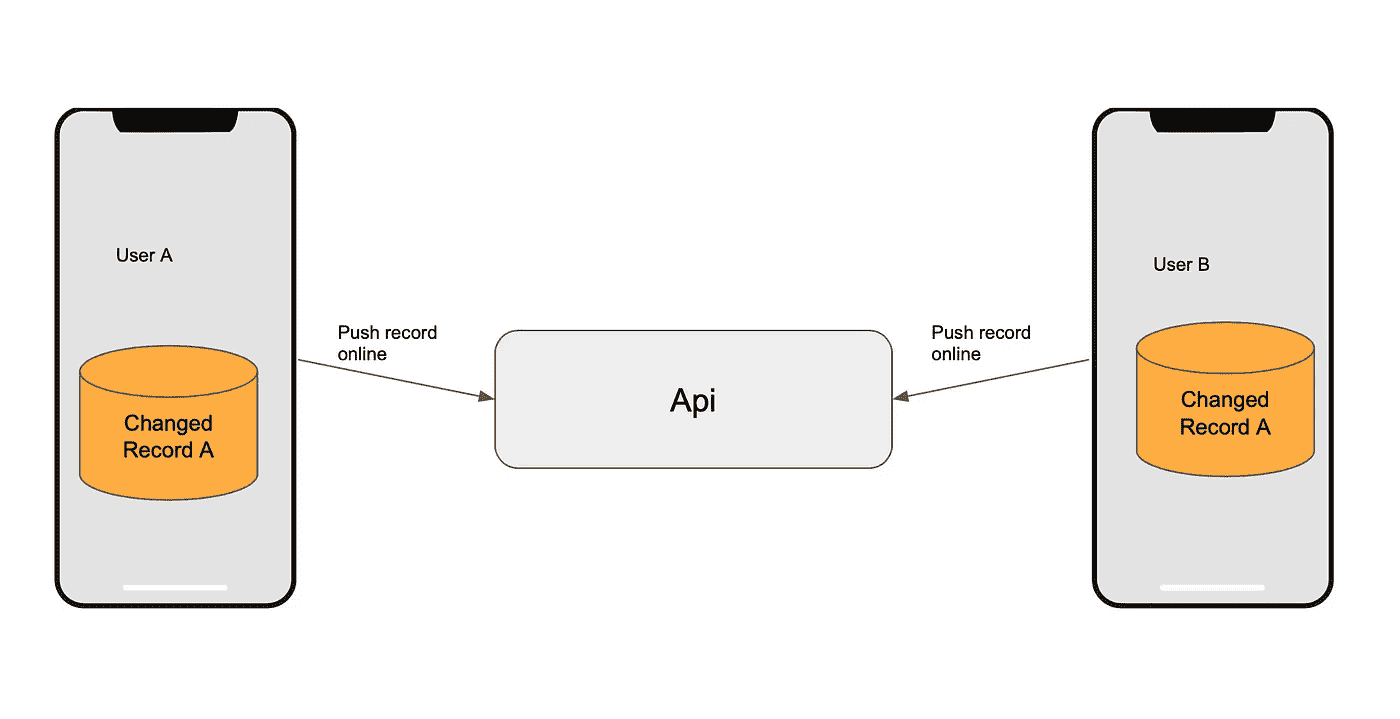 User A
Changed
Record A
Push record
online
Api
Push record
online
User B
Changed
Record A